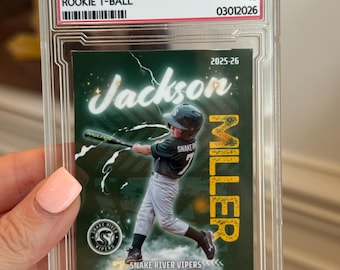 ROOKIE T-BALL
03012026
2025-26
Jackson
MILLER
SNAKE RIVER VIPERS